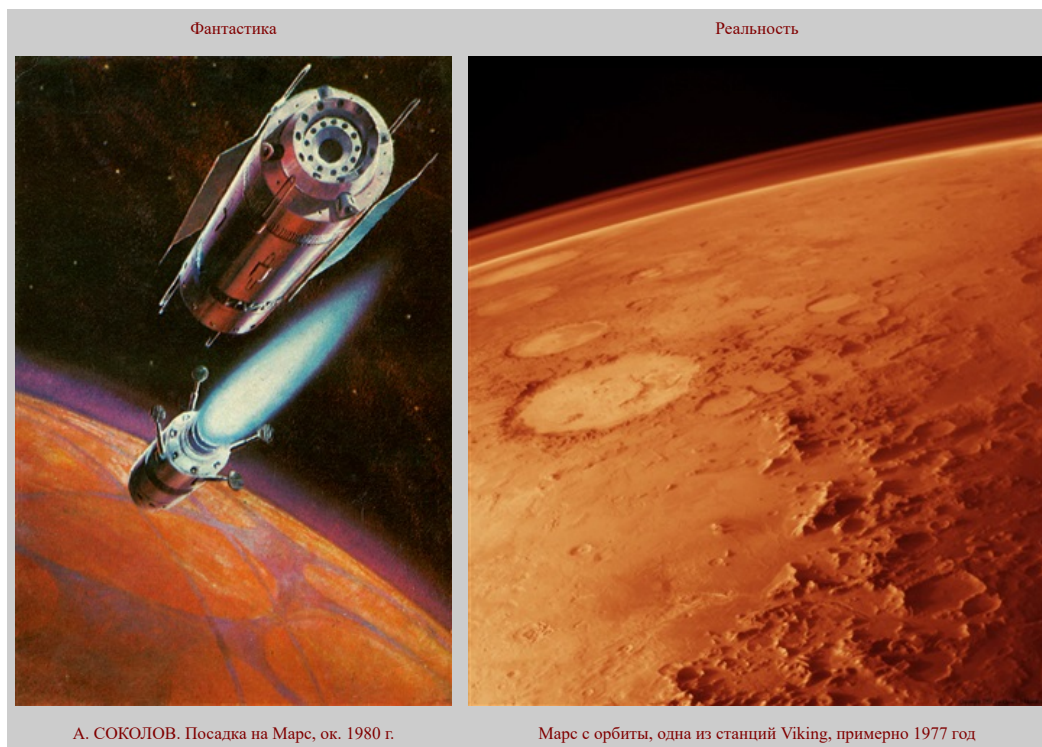 Фантастика
Реальность
А. СОКОЛОВ. Посадка на Марс, ок. 1980 г.
Марс с орбиты, одна из станций Viking, примерно 1977 год